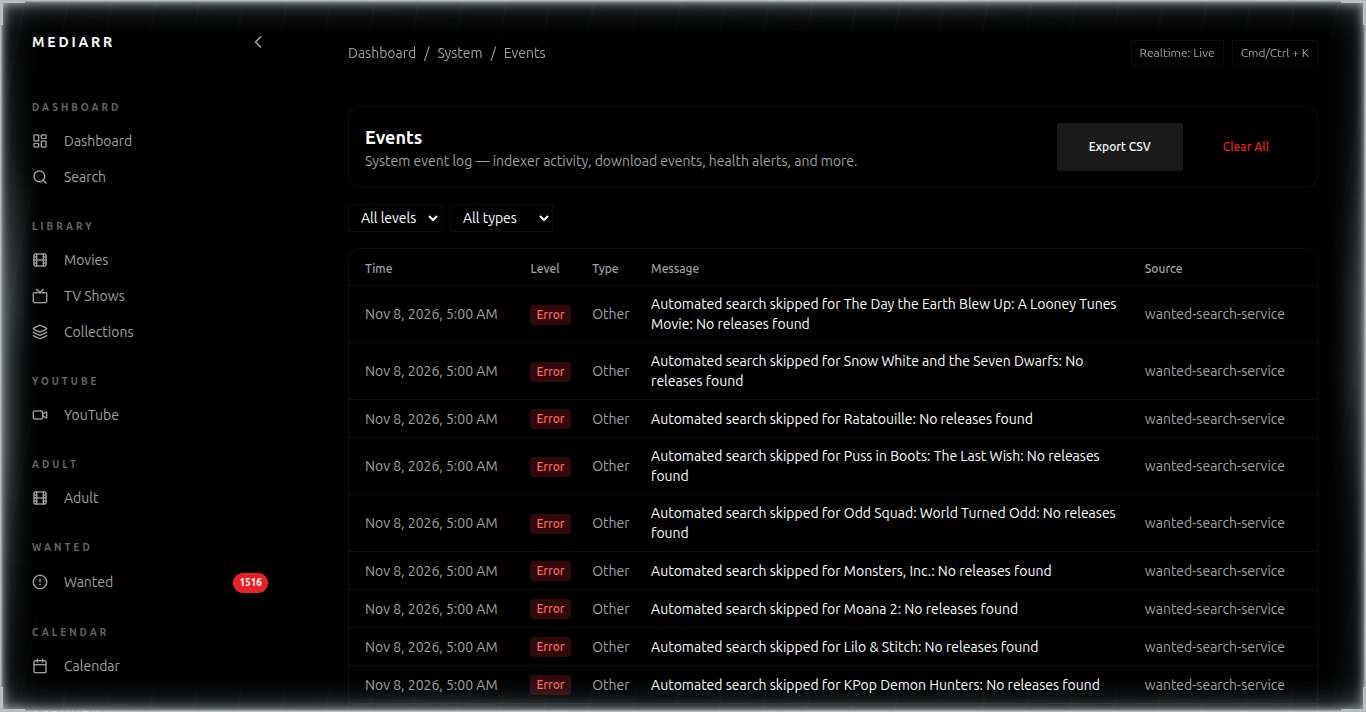 MEDIARR
Dashboard / System / Events
Realtime: Live
Cmd/Ctrl + K
DASHBOARD
Dashboard
Search
LIBRARY
Movies
TV Shows
Collections
YOUTUBE
YouTube
ADULT
Adult
WANTED
Wanted
1516
CALENDAR
Calendar
Events
System event log — indexer activity, download events, health alerts, and more.
Export CSV
Clear All
All levels
All types
Time Level Type Message Source
Nov 8, 2026, 5:00 AM Error Other Automated search skipped for The Day the Earth Blew Up: A Looney Tunes
Movie: No releases found wanted-search-service
Nov 8, 2026, 5:00 AM Error Other Automated search skipped for Snow White and the Seven Dwarfs: No
releases found wanted-search-service
Nov 8, 2026, 5:00 AM Error Other Automated search skipped for Ratatouille: No releases found wanted-search-service
Nov 8, 2026, 5:00 AM Error Other Automated search skipped for Puss in Boots: The Last Wish: No releases
found wanted-search-service
Nov 8, 2026, 5:00 AM Error Other Automated search skipped for Odd Squad: World Turned Odd: No releases
found wanted-search-service
Nov 8, 2026, 5:00 AM Error Other Automated search skipped for Monsters, Inc.: No releases found wanted-search-service
Nov 8, 2026, 5:00 AM Error Other Automated search skipped for Moana 2: No releases found wanted-search-service
Nov 8, 2026, 5:00 AM Error Other Automated search skipped for Lilo & Stitch: No releases found wanted-search-service
Nov 8, 2026, 5:00 AM Error Other Automated search skipped for KPop Demon Hunters: No releases found wanted-search-service